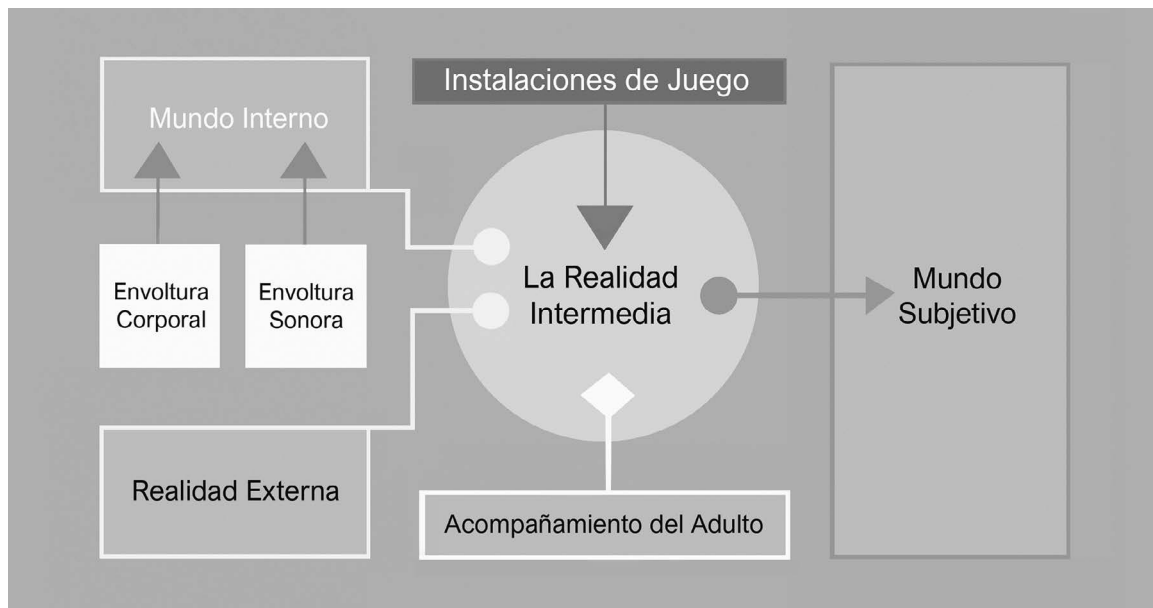 Instalaciones de Juego
Mundo Interno
Envoltura
Corporal
Envoltura
Sonora
La Realidad
Intermedia
Mundo
Subjetivo
Realidad Externa
Acompañamiento del Adulto